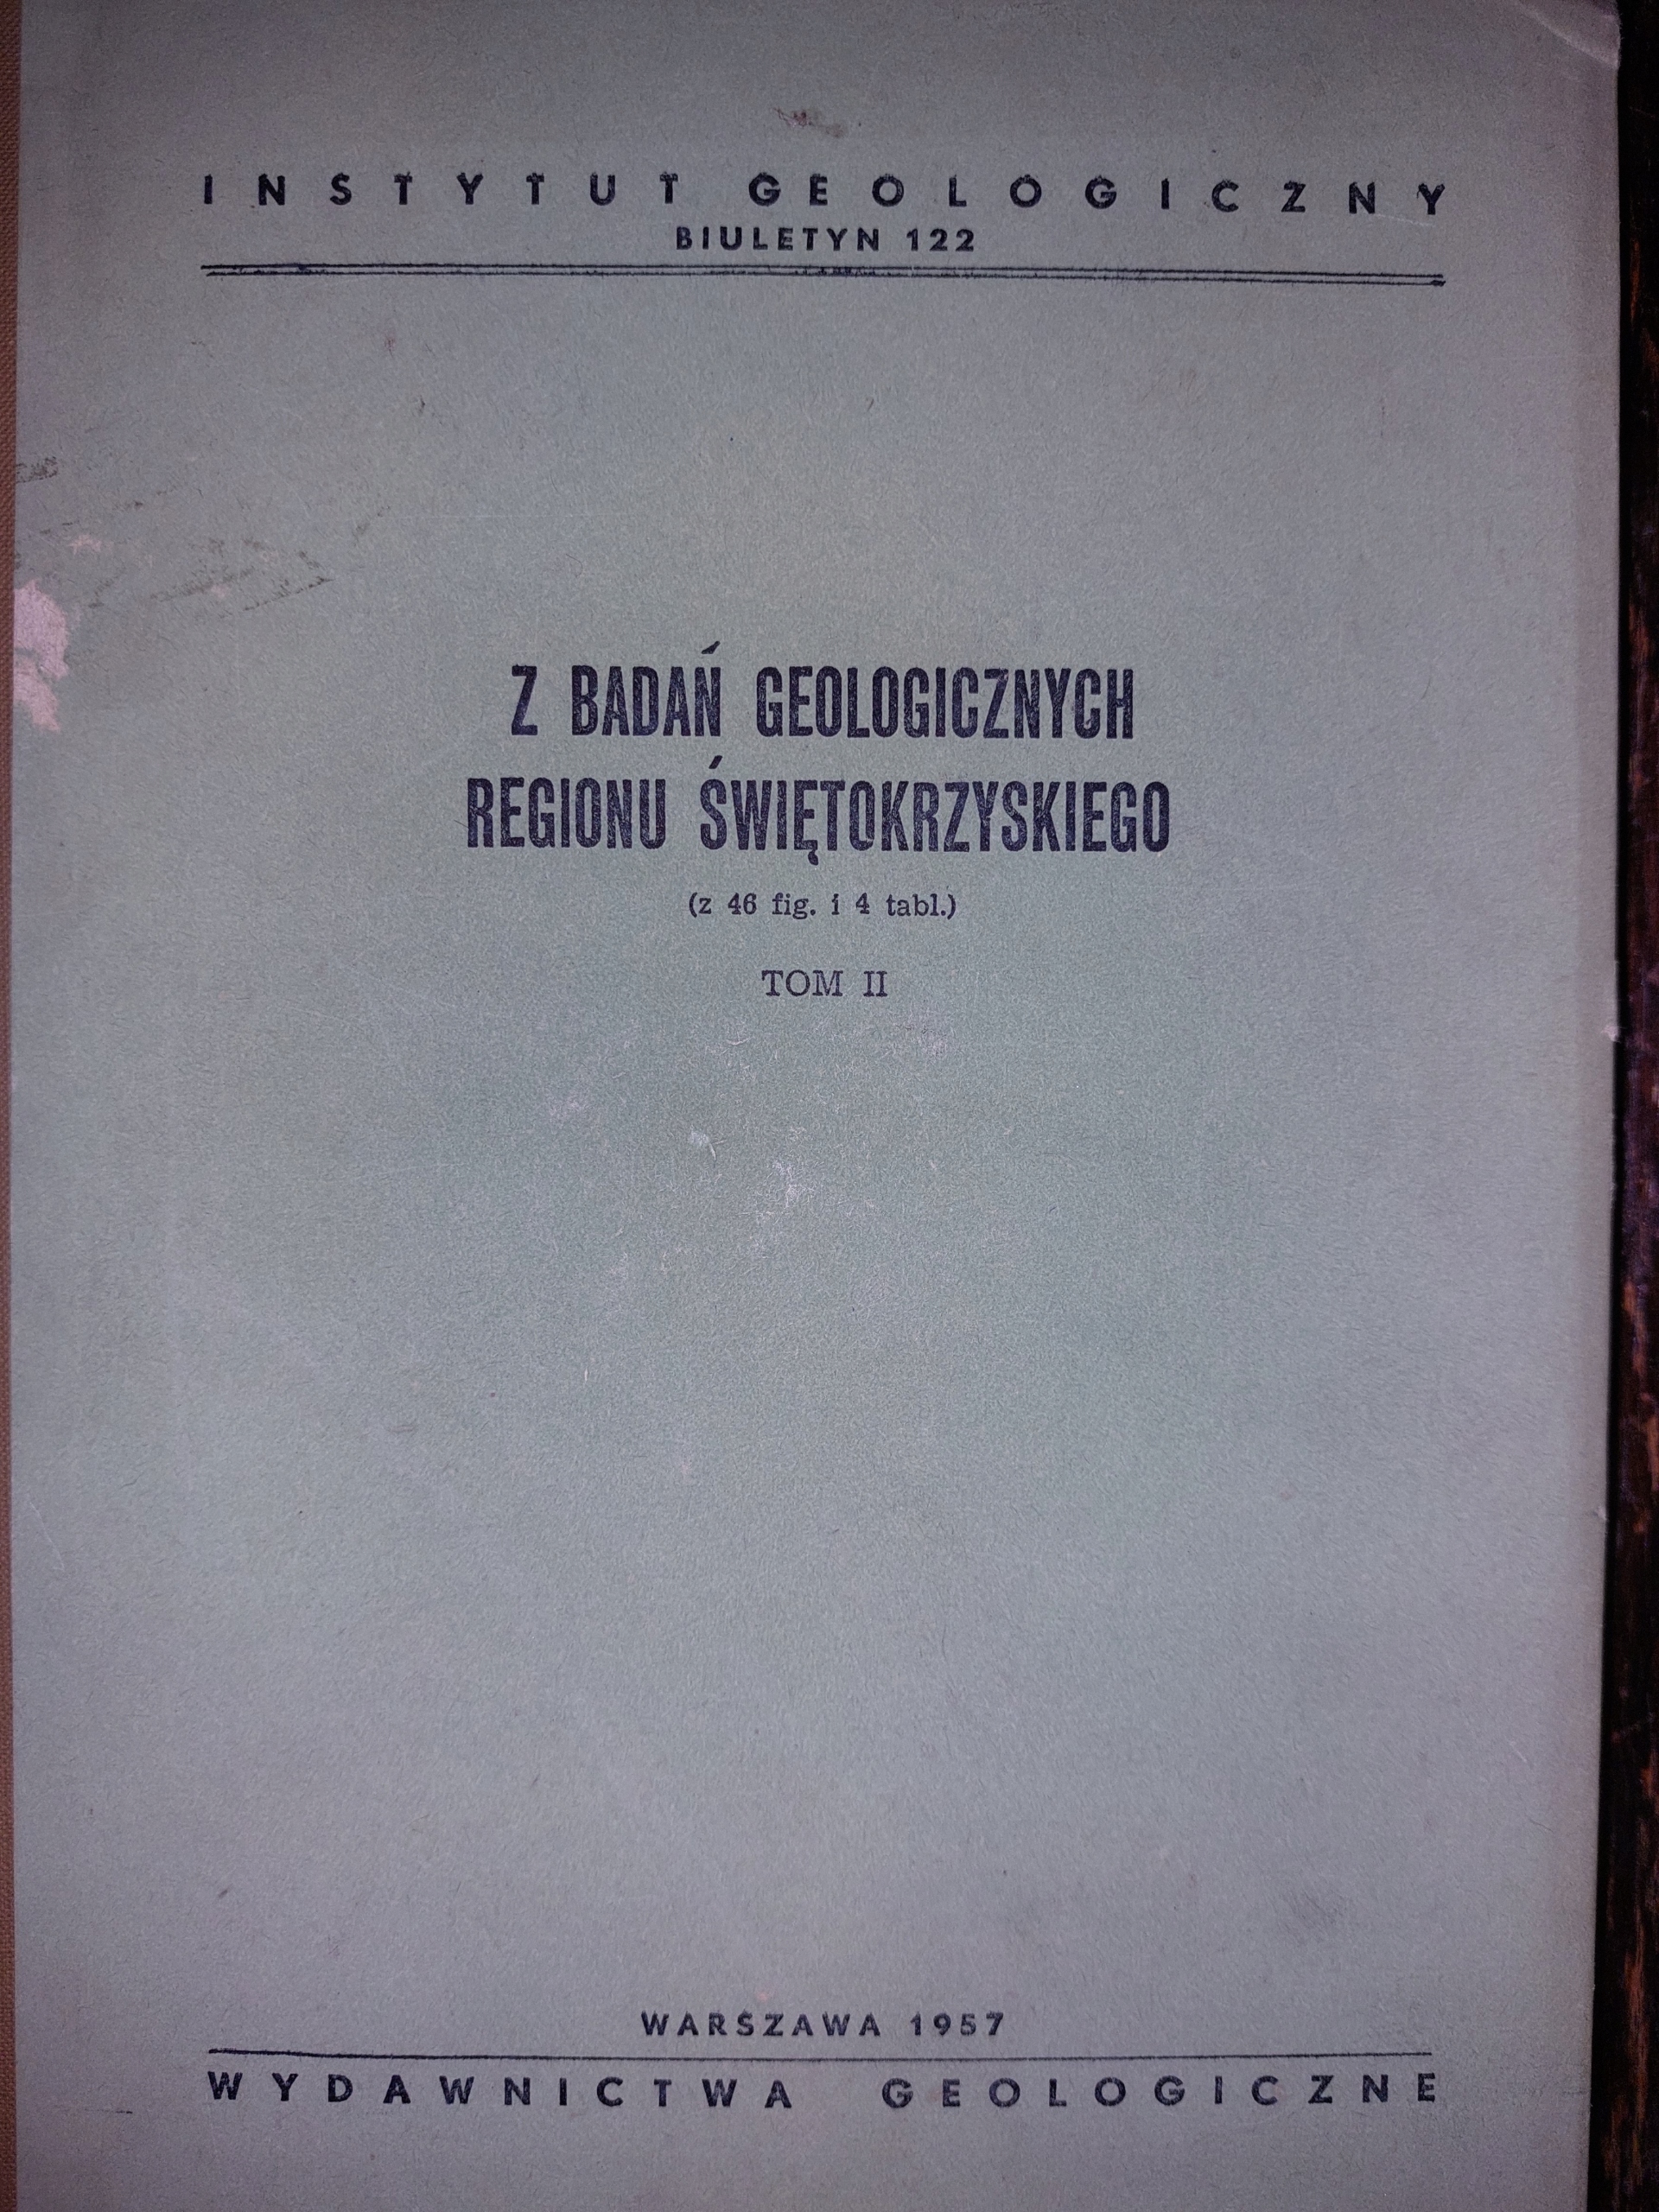 INSTYTUT GEOLOGICZNY
BIULETYN 122
Z BADAŃ GEOLOGICZNYCH
REGIONU ŚWIĘTOKRZYSKIEGO
(z 46 fig. i 4 tabl.)
TOM II
WARSZAWA 1957
WYDAWNICTWA GEOLOGICZNE